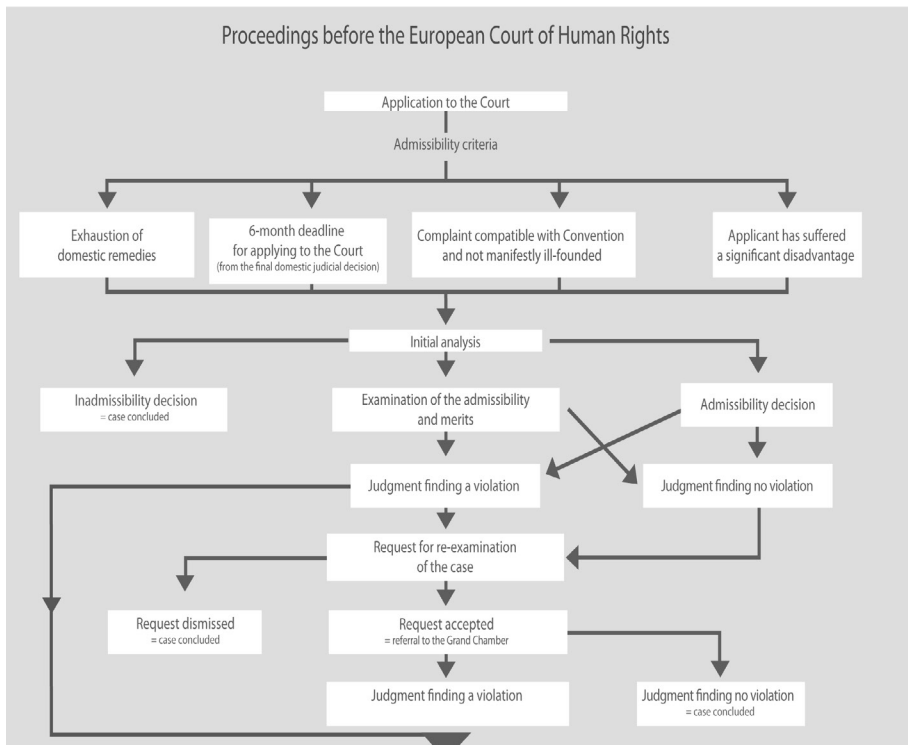 Proceedings before the European Court of Human Rights
Application to the Court
Admissibility criteria
Exhaustion of
domestic remedies
6-month deadline
for applying to the Court
(from the final domestic judicial decision)
Complaint compatible with Convention
and not manifestly ill-founded
Applicant has suffered
a significant disadvantage
Initial analysis
Inadmissibility decision
= case concluded
Examination of the admissibility
and merits
Admissibility decision
Judgment finding a violation
Judgment finding no violation
Request for re-examination
of the case
Request dismissed
= case concluded
Request accepted
= referral to the Grand Chamber
Judgment finding a violation
Judgment finding no violation
= case concluded